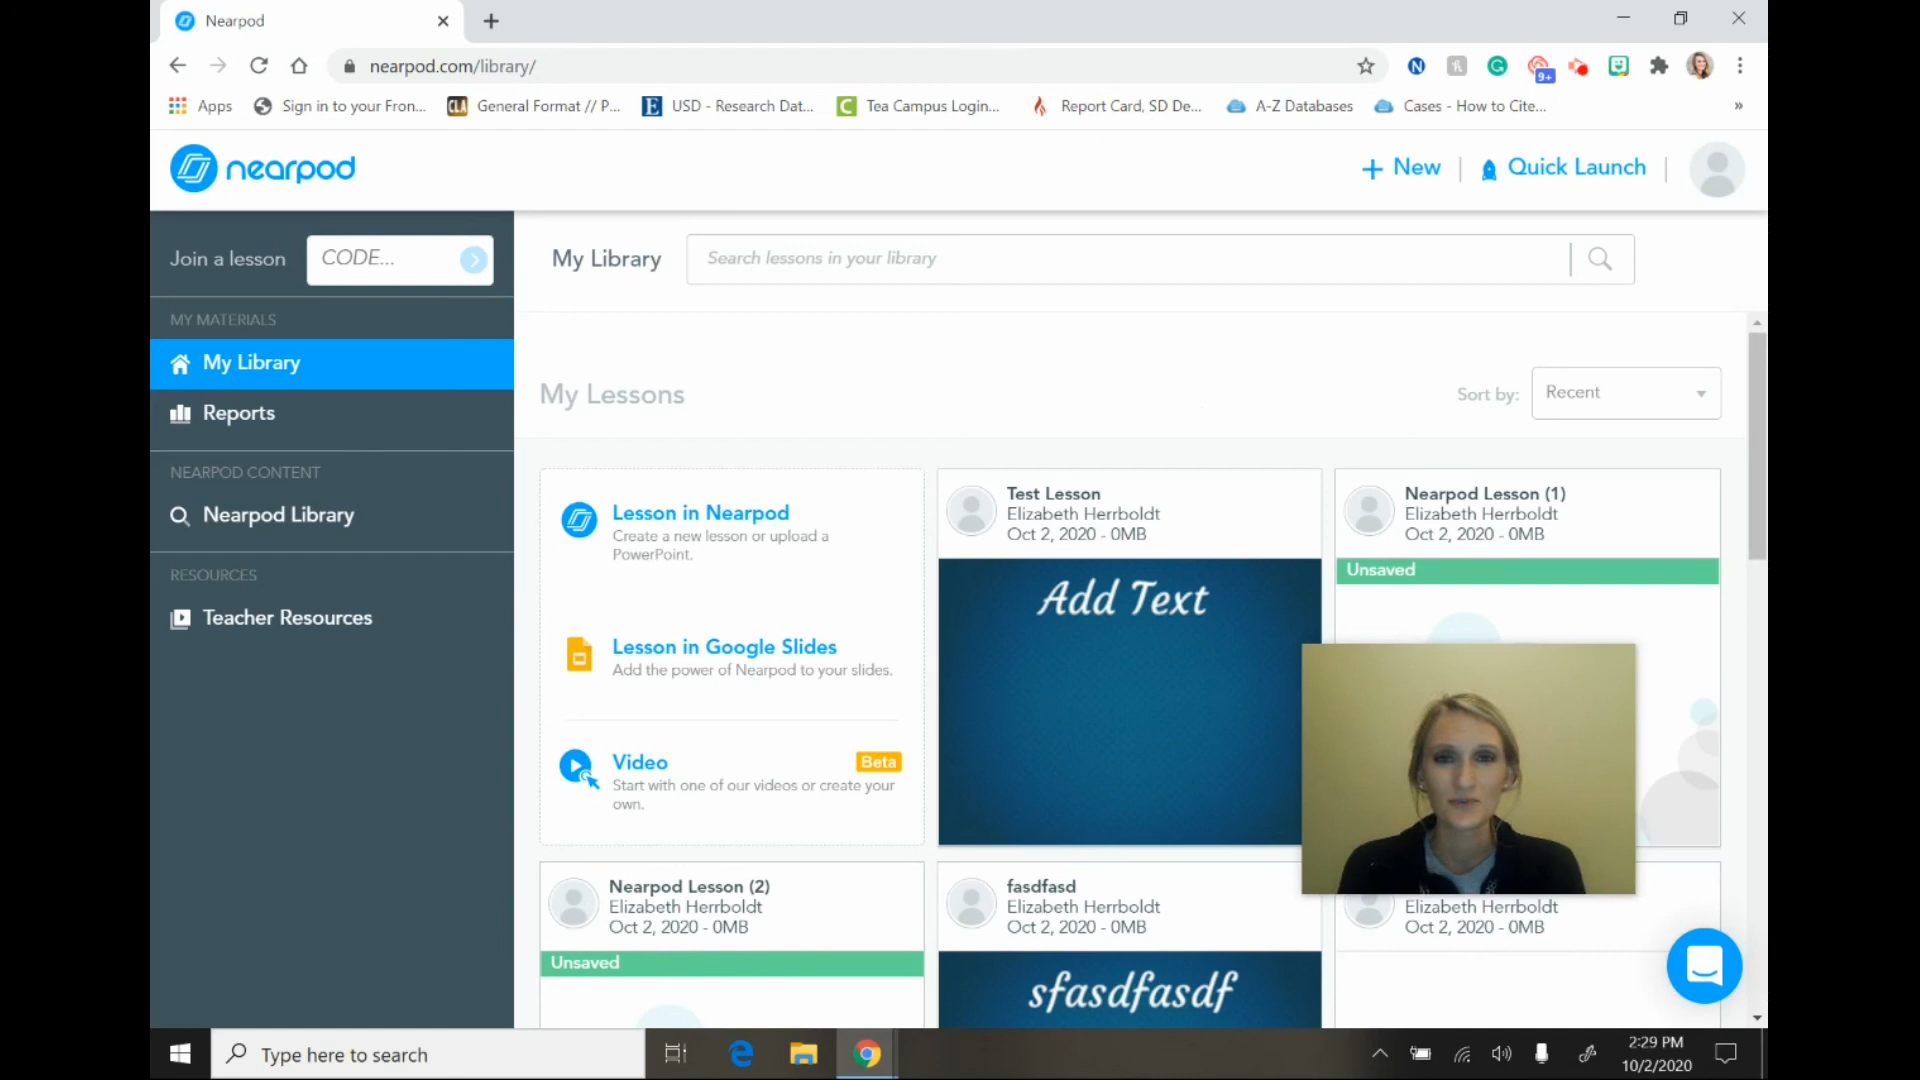 Nearpod
nearpod.com/library/
9+
Apps
Sign in to your Fron...
CLA
General Format // P...
E
USD - Research Dat...
C
Tea Campus Login...
Report Card, SD De...
A-Z Databases
Cases - How to Cite...
»
nearpod
+ New
Quick Launch
Join a lesson
CODE...
My Library
Search lessons in your library
MY MATERIALS
My Library
Reports
NEARPOD CONTENT
Nearpod Library
RESOURCES
Teacher Resources
My Lessons
Sort by:
Recent
Lesson in Nearpod
Create a new lesson or upload a
PowerPoint.
Lesson in Google Slides
Add the power of Nearpod to your slides.
Video
Beta
Start with one of our videos or create your
own.
Test Lesson
Elizabeth Herrboldt
Oct 2, 2020 - 0MB
Add Text
Nearpod Lesson (1)
Elizabeth Herrboldt
Oct 2, 2020 - 0MB
Unsaved
Nearpod Lesson (2)
Elizabeth Herrboldt
Oct 2, 2020 - 0MB
Unsaved
fasdfasd
Elizabeth Herrboldt
Oct 2, 2020 - 0MB
sfasdfasdf
Elizabeth Herrboldt
Oct 2, 2020 - 0MB
Type here to search
2:29 PM
10/2/2020